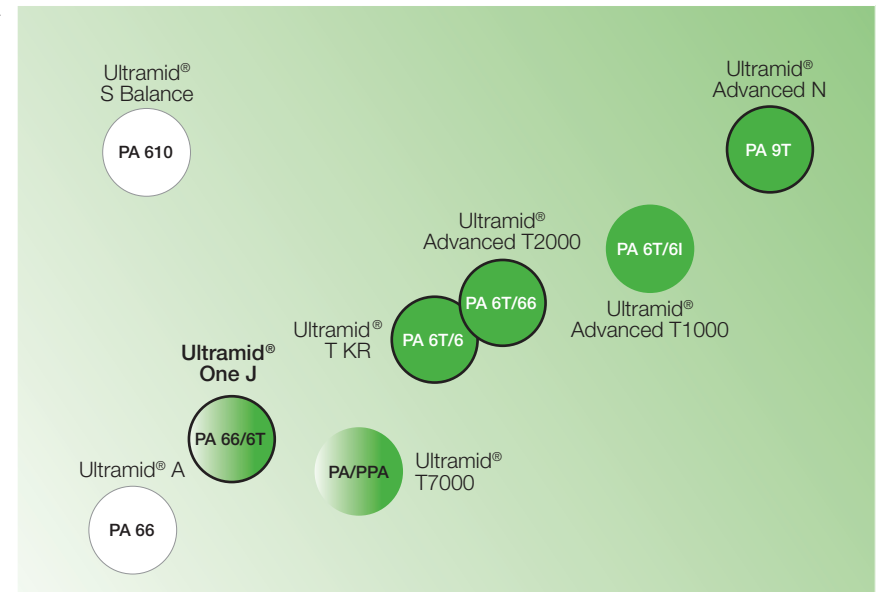 Ultramid®
S Balance
PA 610
Ultramid®
Advanced N
PA 9T
Ultramid®
Advanced T2000
PA 6T/66
PA 6T/6I
Ultramid®
Advanced T1000
Ultramid®
T KR
PA 6T/6
Ultramid®
One J
PA 66/6T
PA/PPA
Ultramid®
T7000
Ultramid® A
PA 66